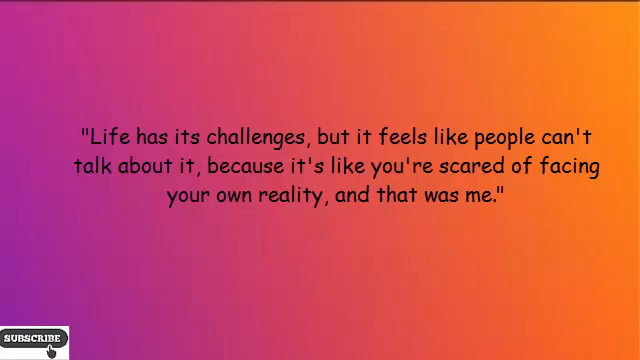 "Life has its challenges, but it feels like people can't
talk about it, because it's like you're scared of facing
your own reality, and that was me."
SUBSCRIBE